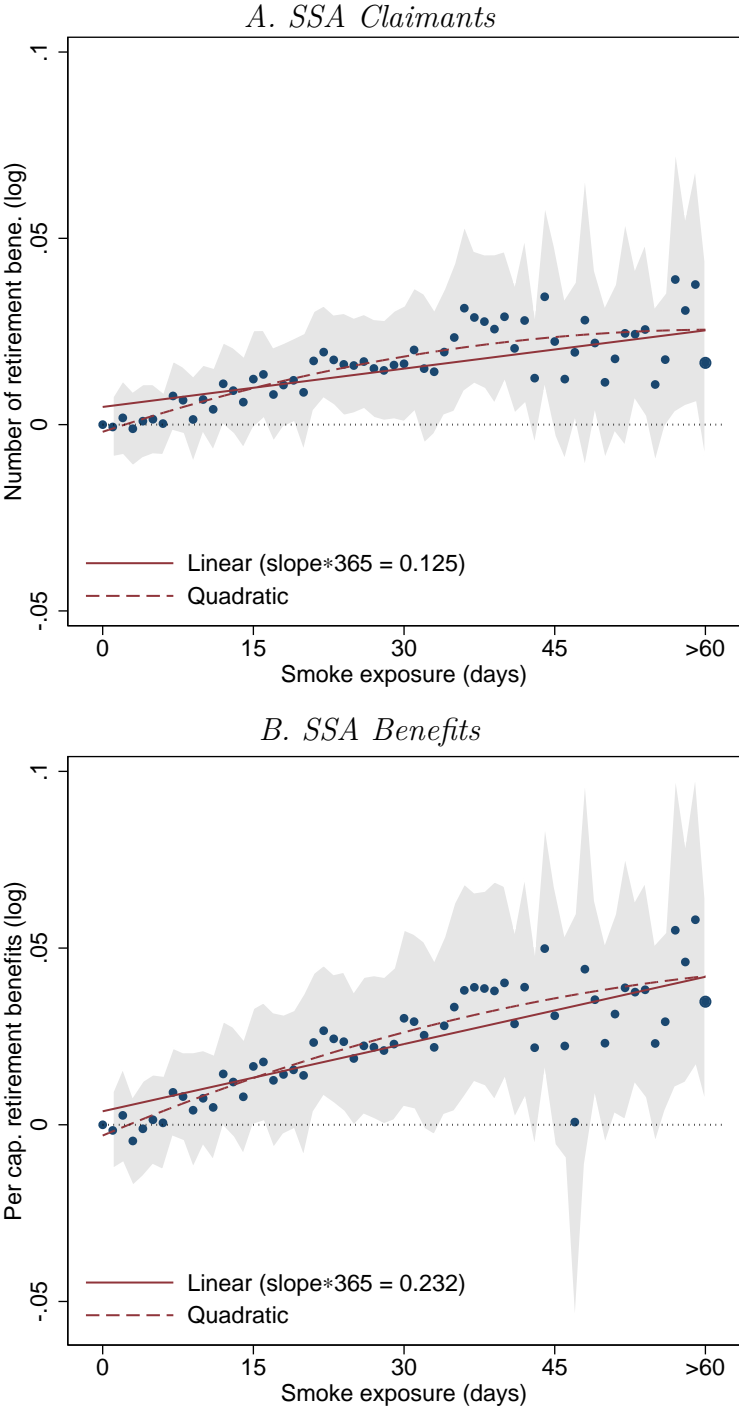 A. SSA Claimants
.1
.05
0
-.05
Number of retirement bene. (log)
Linear (slope*365 = 0.125)
Quadratic
0 15 30 45 >60
Smoke exposure (days)
B. SSA Benefits
.1
.05
0
-.05
Per cap. retirement benefits (log)
Linear (slope*365 = 0.232)
Quadratic
0 15 30 45 >60
Smoke exposure (days)